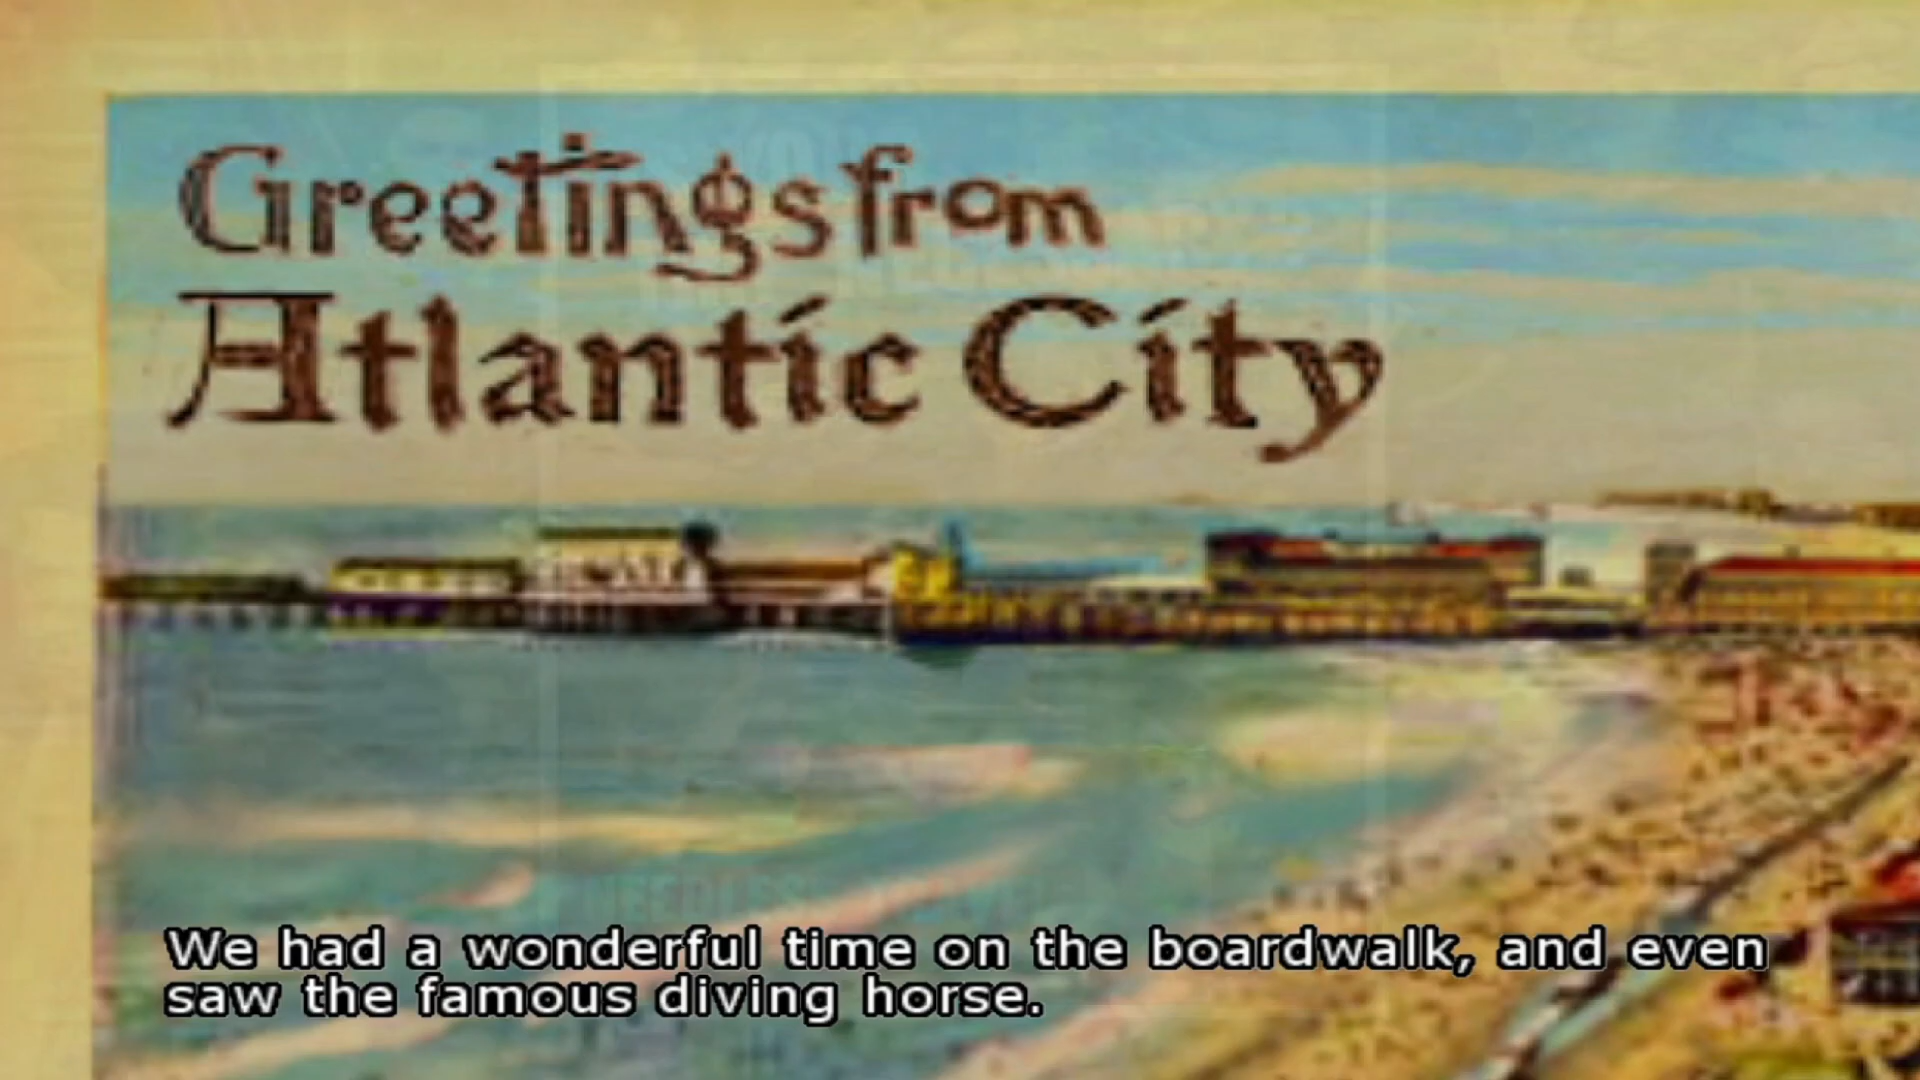 Greetings from
Atlantic City
We had a wonderful time on the boardwalk, and even
saw the famous diving horse.